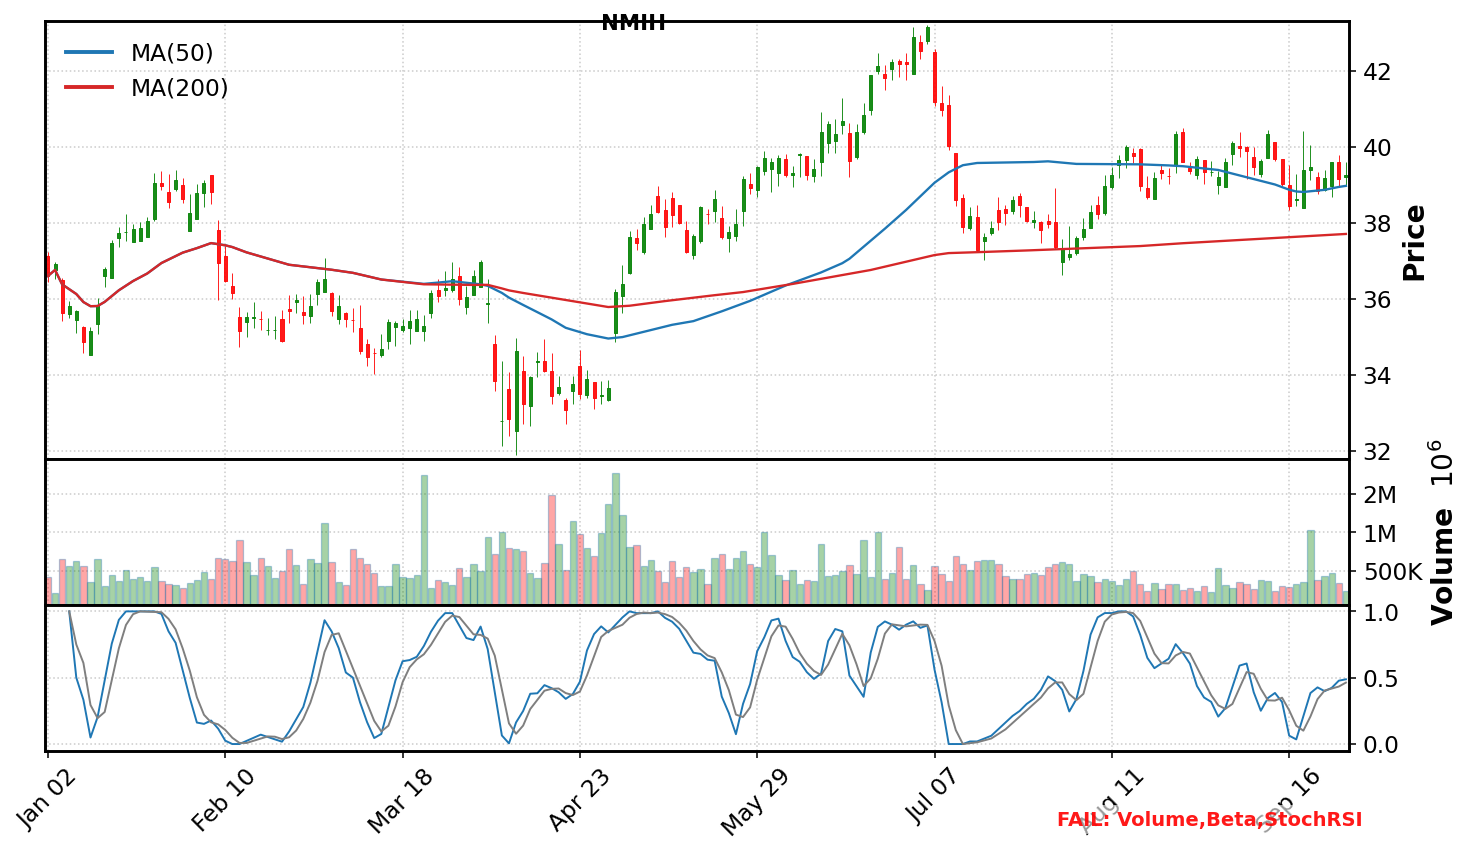 NMIH
MA(50)
MA(200)
42
40
38
36
34
32
Price
2M
1M
500K
Volume 10^6
1.0
0.5
0.0
Jan 02
Feb 10
Mar 18
Apr 23
May 29
Jul 07
Aug 11
Sep 16
FAIL: Volume,Beta,StochRSI